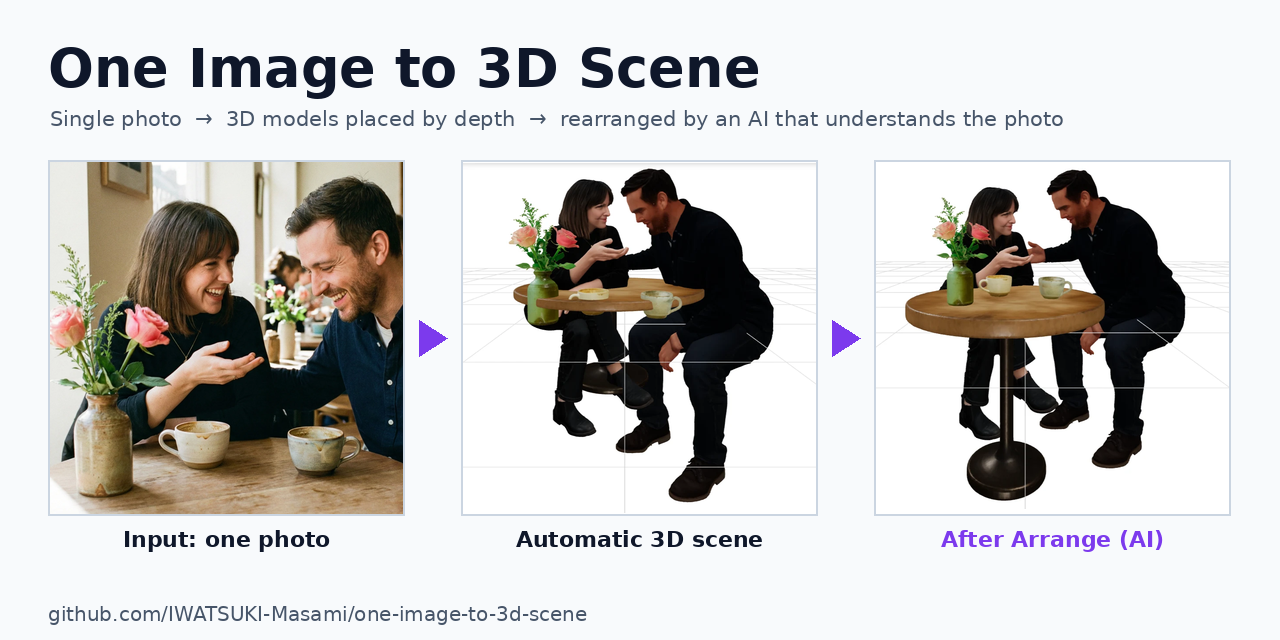 One Image to 3D Scene
Single photo → 3D models placed by depth → rearranged by an AI that understands the photo
Input: one photo
Automatic 3D scene
After Arrange (AI)
github.com/IWATSUKI-Masami/one-image-to-3d-scene